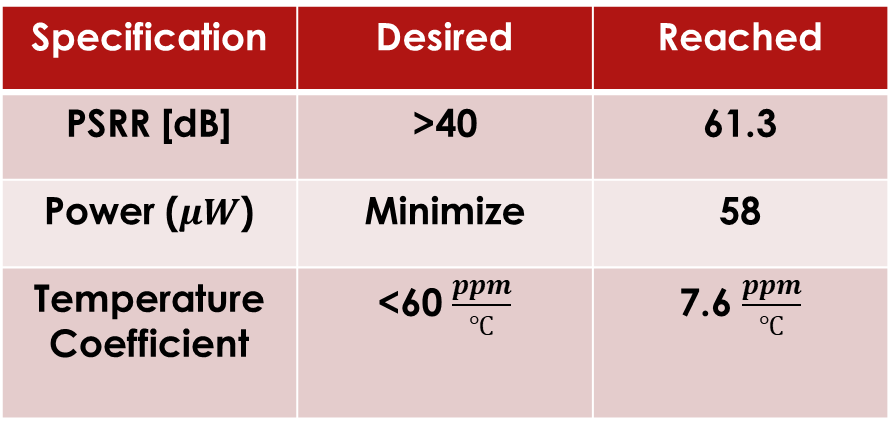 Specification Desired Reached
PSRR [dB] >40 61.3
Power (μW) Minimize 58
Temperature Coefficient <60 ppm/°C 7.6 ppm/°C